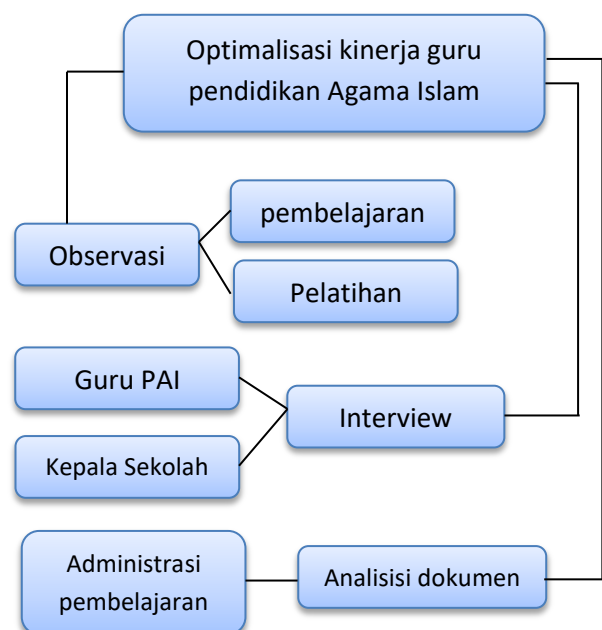 Optimalisasi kinerja guru
pendidikan Agama Islam
pembelajaran
Observasi
Pelatihan
Guru PAI
Interview
Kepala Sekolah
Administrasi
pembelajaran
Analisisi dokumen